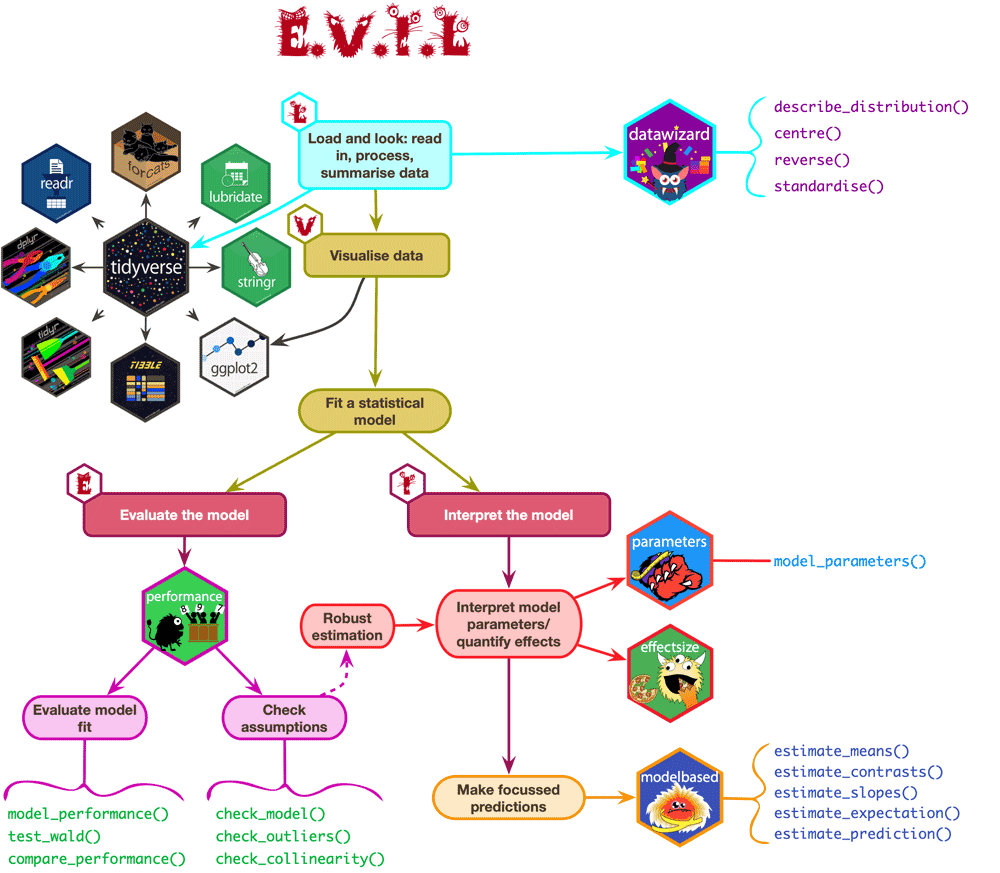 E.V.I.L
L
Load and look: read
in, process,
summarise data
datawizard
describe_distribution()
centre()
reverse()
standardise()
forcats
readr
lubridate
V
Visualise data
dplyr
tidyverse
stringr
tidyr
TIBBLE
ggplot2
Fit a statistical
model
E
Evaluate the model
I
Interpret the model
performance
8 9 7
Robust
estimation
Interpret model
parameters/
quantify effects
parameters
model_parameters()
effectsize
Evaluate model
fit
Check
assumptions
model_performance()
test_wald()
compare_performance()
check_model()
check_outliers()
check_collinearity()
Make focussed
predictions
modelbased
estimate_means()
estimate_contrasts()
estimate_slopes()
estimate_expectation()
estimate_prediction()